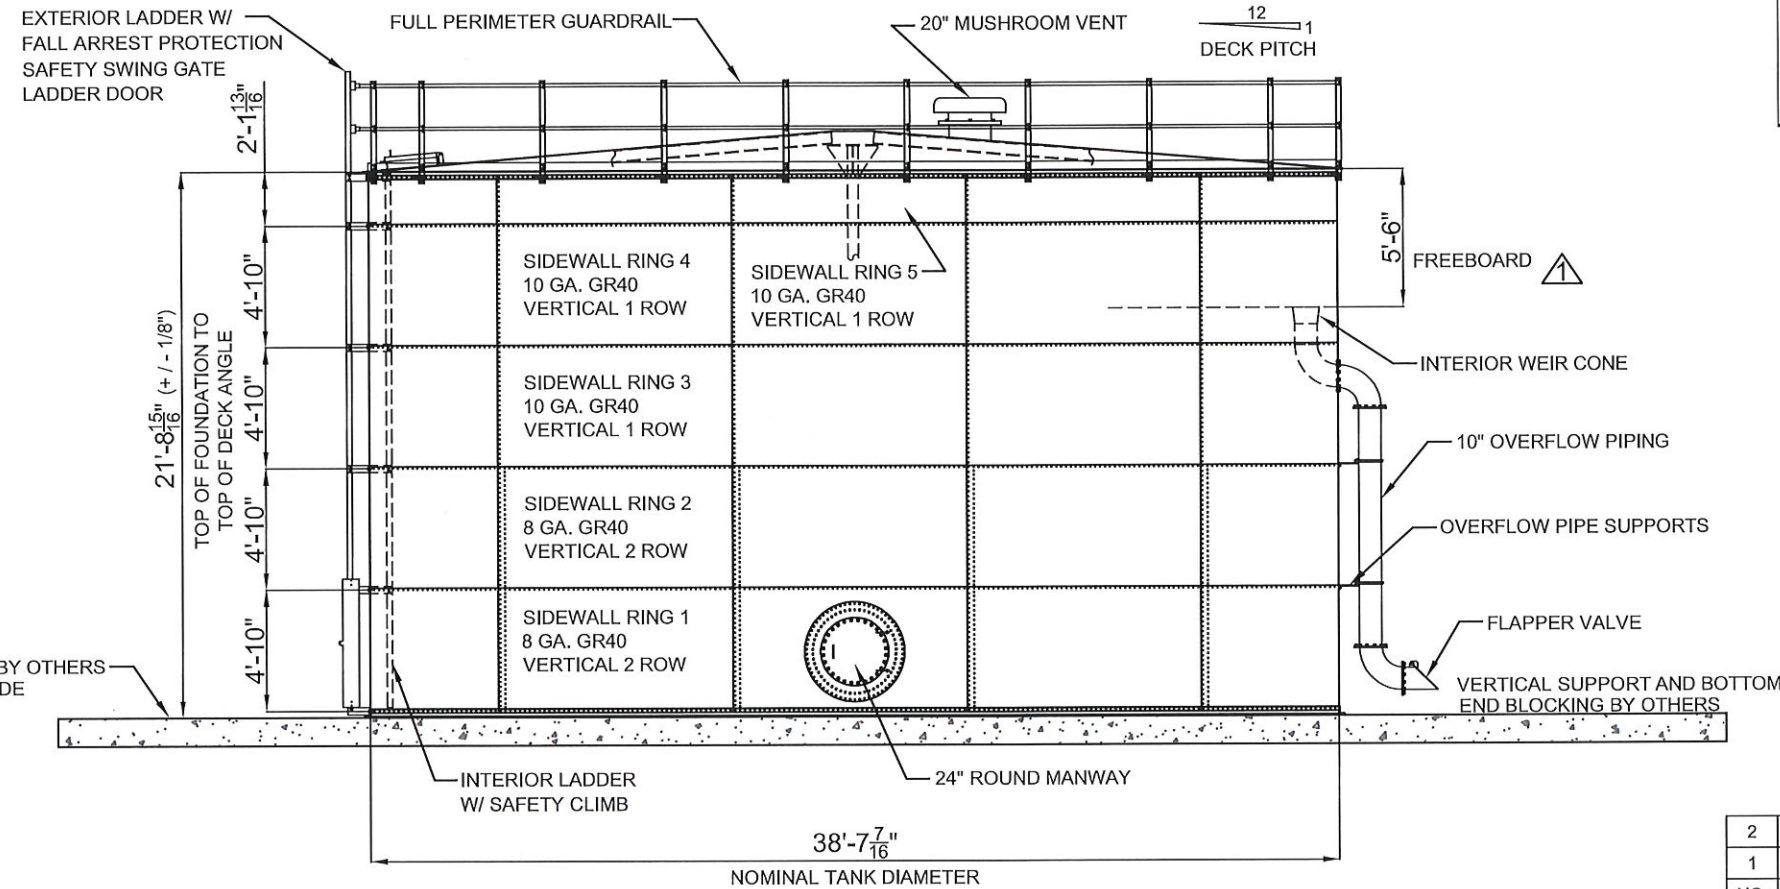 EXTERIOR LADDER W/
FALL ARREST PROTECTION
SAFETY SWING GATE
LADDER DOOR
FULL PERIMETER GUARDRAIL
20" MUSHROOM VENT
12
1
DECK PITCH
2'-1 13/16"
5'-6"
FREEBOARD
1
SIDEWALL RING 4
10 GA. GR40
VERTICAL 1 ROW
SIDEWALL RING 5
10 GA. GR40
VERTICAL 1 ROW
4'-10"
INTERIOR WEIR CONE
21'-8 15/16" (+ / - 1/8")
TOP OF FOUNDATION TO
TOP OF DECK ANGLE
4'-10"
SIDEWALL RING 3
10 GA. GR40
VERTICAL 1 ROW
10" OVERFLOW PIPING
4'-10"
SIDEWALL RING 2
8 GA. GR40
VERTICAL 2 ROW
OVERFLOW PIPE SUPPORTS
4'-10"
SIDEWALL RING 1
8 GA. GR40
VERTICAL 2 ROW
FLAPPER VALVE
BY OTHERS
DE
VERTICAL SUPPORT AND BOTTOM
END BLOCKING BY OTHERS
INTERIOR LADDER
W/ SAFETY CLIMB
24" ROUND MANWAY
38'-7 7/16"
NOMINAL TANK DIAMETER
2
1